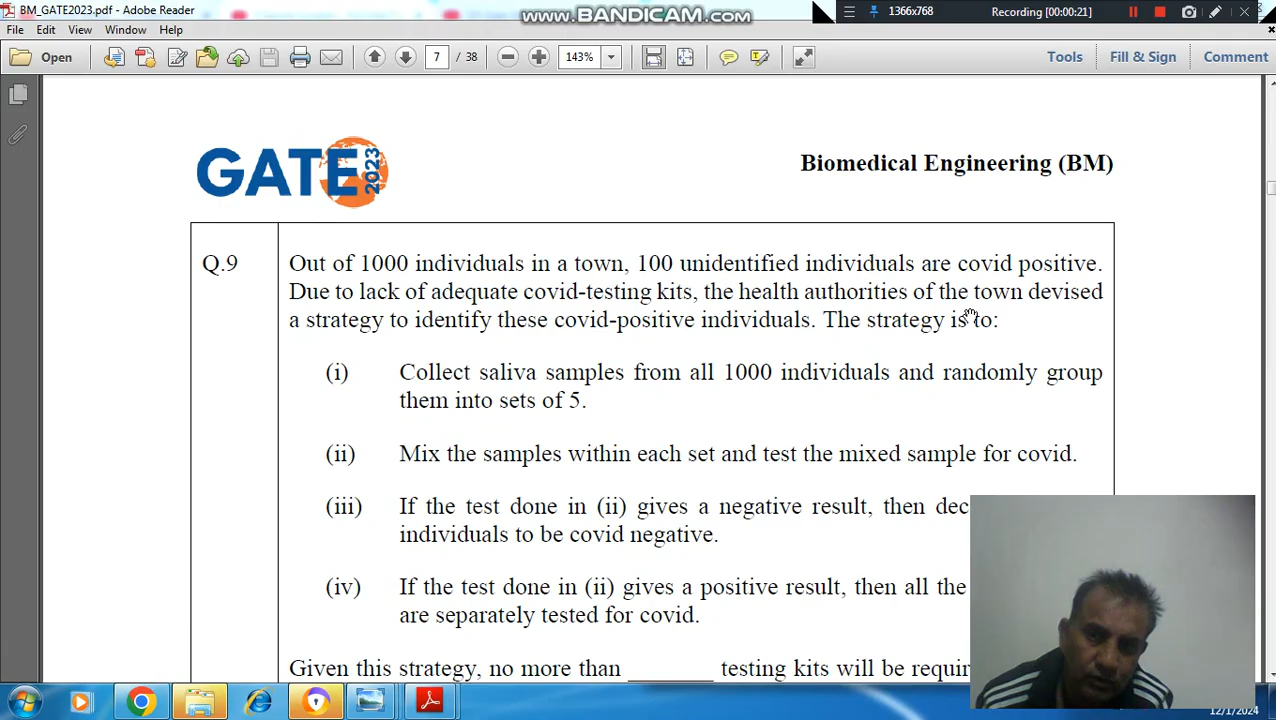 BM_GATE2023.pdf - Adobe Reader
www.BANDICAM.com
1366x768
Recording [00:00:21]
File Edit View Window Help
Open
7 / 38
143%
Tools
Fill & Sign
Comment
GATE 2023
Biomedical Engineering (BM)
Q.9
Out of 1000 individuals in a town, 100 unidentified individuals are covid positive.
Due to lack of adequate covid-testing kits, the health authorities of the town devised
a strategy to identify these covid-positive individuals. The strategy is to:
(i) Collect saliva samples from all 1000 individuals and randomly group
them into sets of 5.
(ii) Mix the samples within each set and test the mixed sample for covid.
(iii) If the test done in (ii) gives a negative result, then
individuals to be covid negative.
(iv) If the test done in (ii) gives a positive result, then all the
are separately tested for covid.
Given this strategy, no more than ________ testing kits will be
12/1/2024